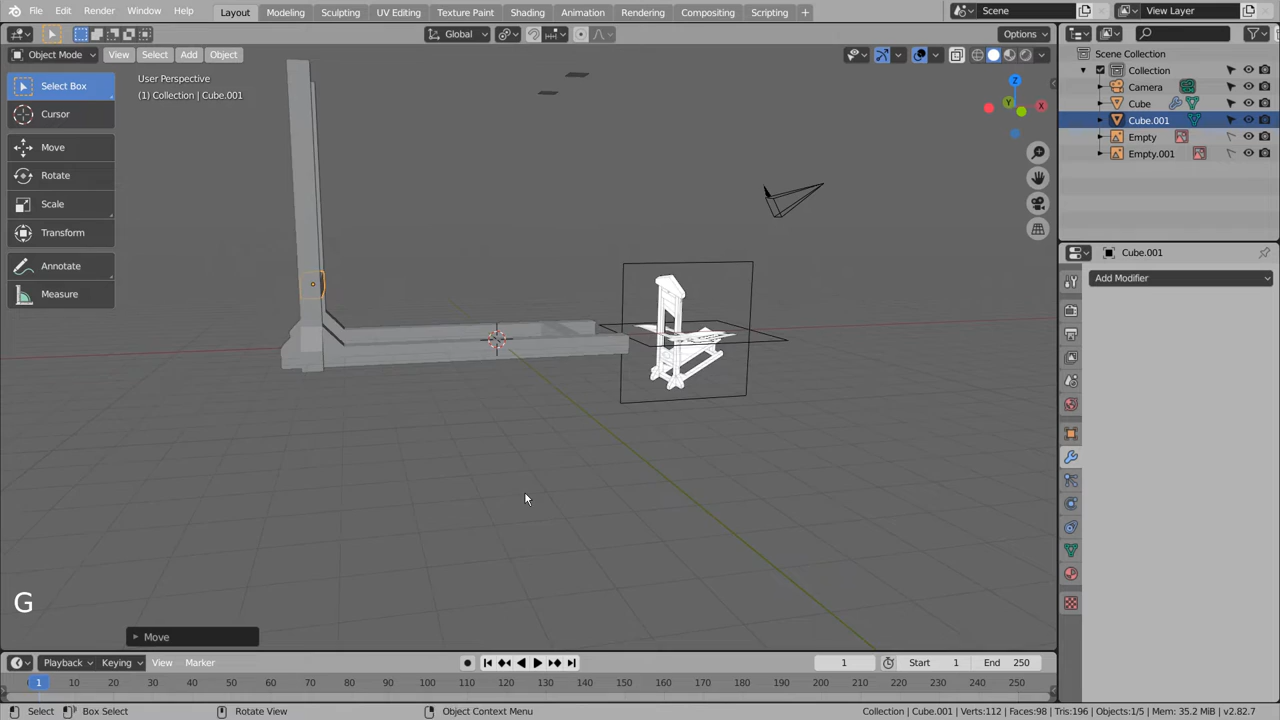 File Edit Render Window Help Layout Modeling Sculpting UV Editing Texture Paint Shading Animation Rendering Compositing Scripting + Scene View Layer
Global Options
Object Mode View Select Add Object
Scene Collection
Collection
Camera
Cube
Cube.001
Empty
Empty.001
User Perspective
(1) Collection | Cube.001
Select Box
Cursor
Move
Rotate
Scale
Transform
Annotate
Measure
Z
Y
X
Cube.001
Add Modifier
G
Move
Playback Keying View Marker 1 Start 1 End 250
1 10 20 30 40 50 60 70 80 90 100 110 120 130 140 150 160 170 180 190 200 210 220 230 240 250
Select Box Select Rotate View Object Context Menu Collection | Cube.001 | Verts:112 | Faces:98 | Tris:196 | Objects:1/5 | Mem: 35.2 MiB | v2.82.7